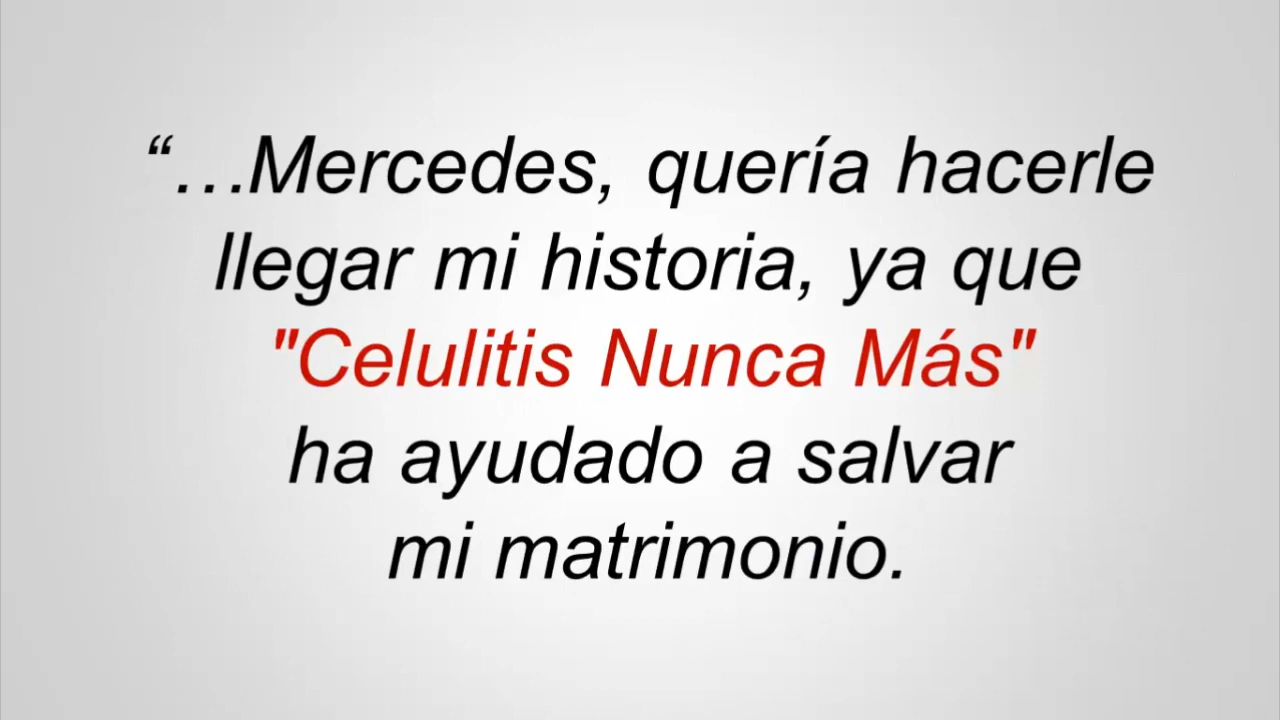 “…Mercedes, quería hacerle
llegar mi historia, ya que
"Celulitis Nunca Más"
ha ayudado a salvar
mi matrimonio.